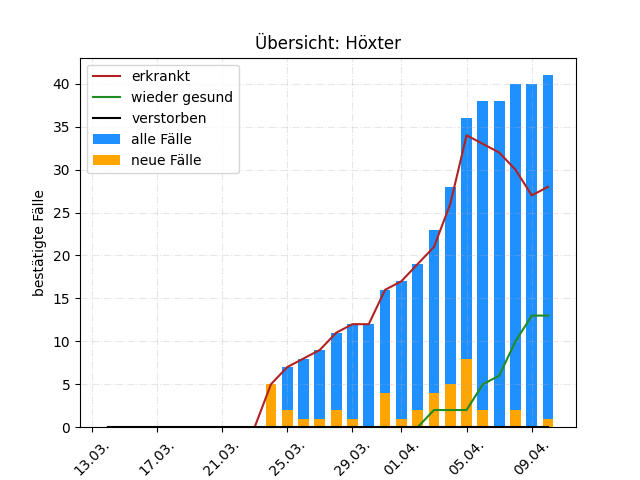 Übersicht: Höxter
erkrankt
wieder gesund
verstorben
alle Fälle
neue Fälle
bestätigte Fälle
40
35
30
25
20
15
10
5
0
13.03.
17.03.
21.03.
25.03.
29.03.
01.04.
05.04.
09.04.